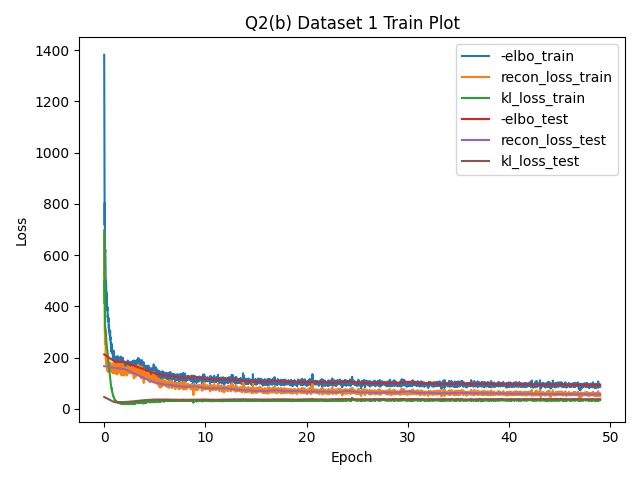 Q2(b) Dataset 1 Train Plot
1400
1200
1000
800
600
400
200
0
Loss
-elbo_train
recon_loss_train
kl_loss_train
-elbo_test
recon_loss_test
kl_loss_test
0 10 20 30 40 50
Epoch